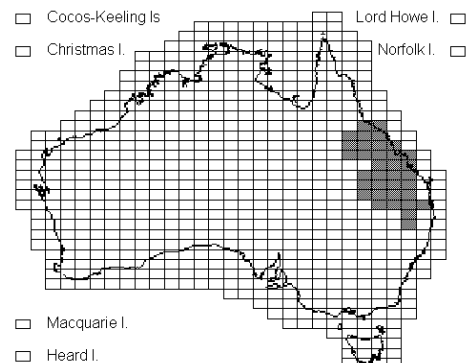 Cocos-Keeling Is
Lord Howe I.
Christmas I.
Norfolk I.
Macquarie I.
Heard I.